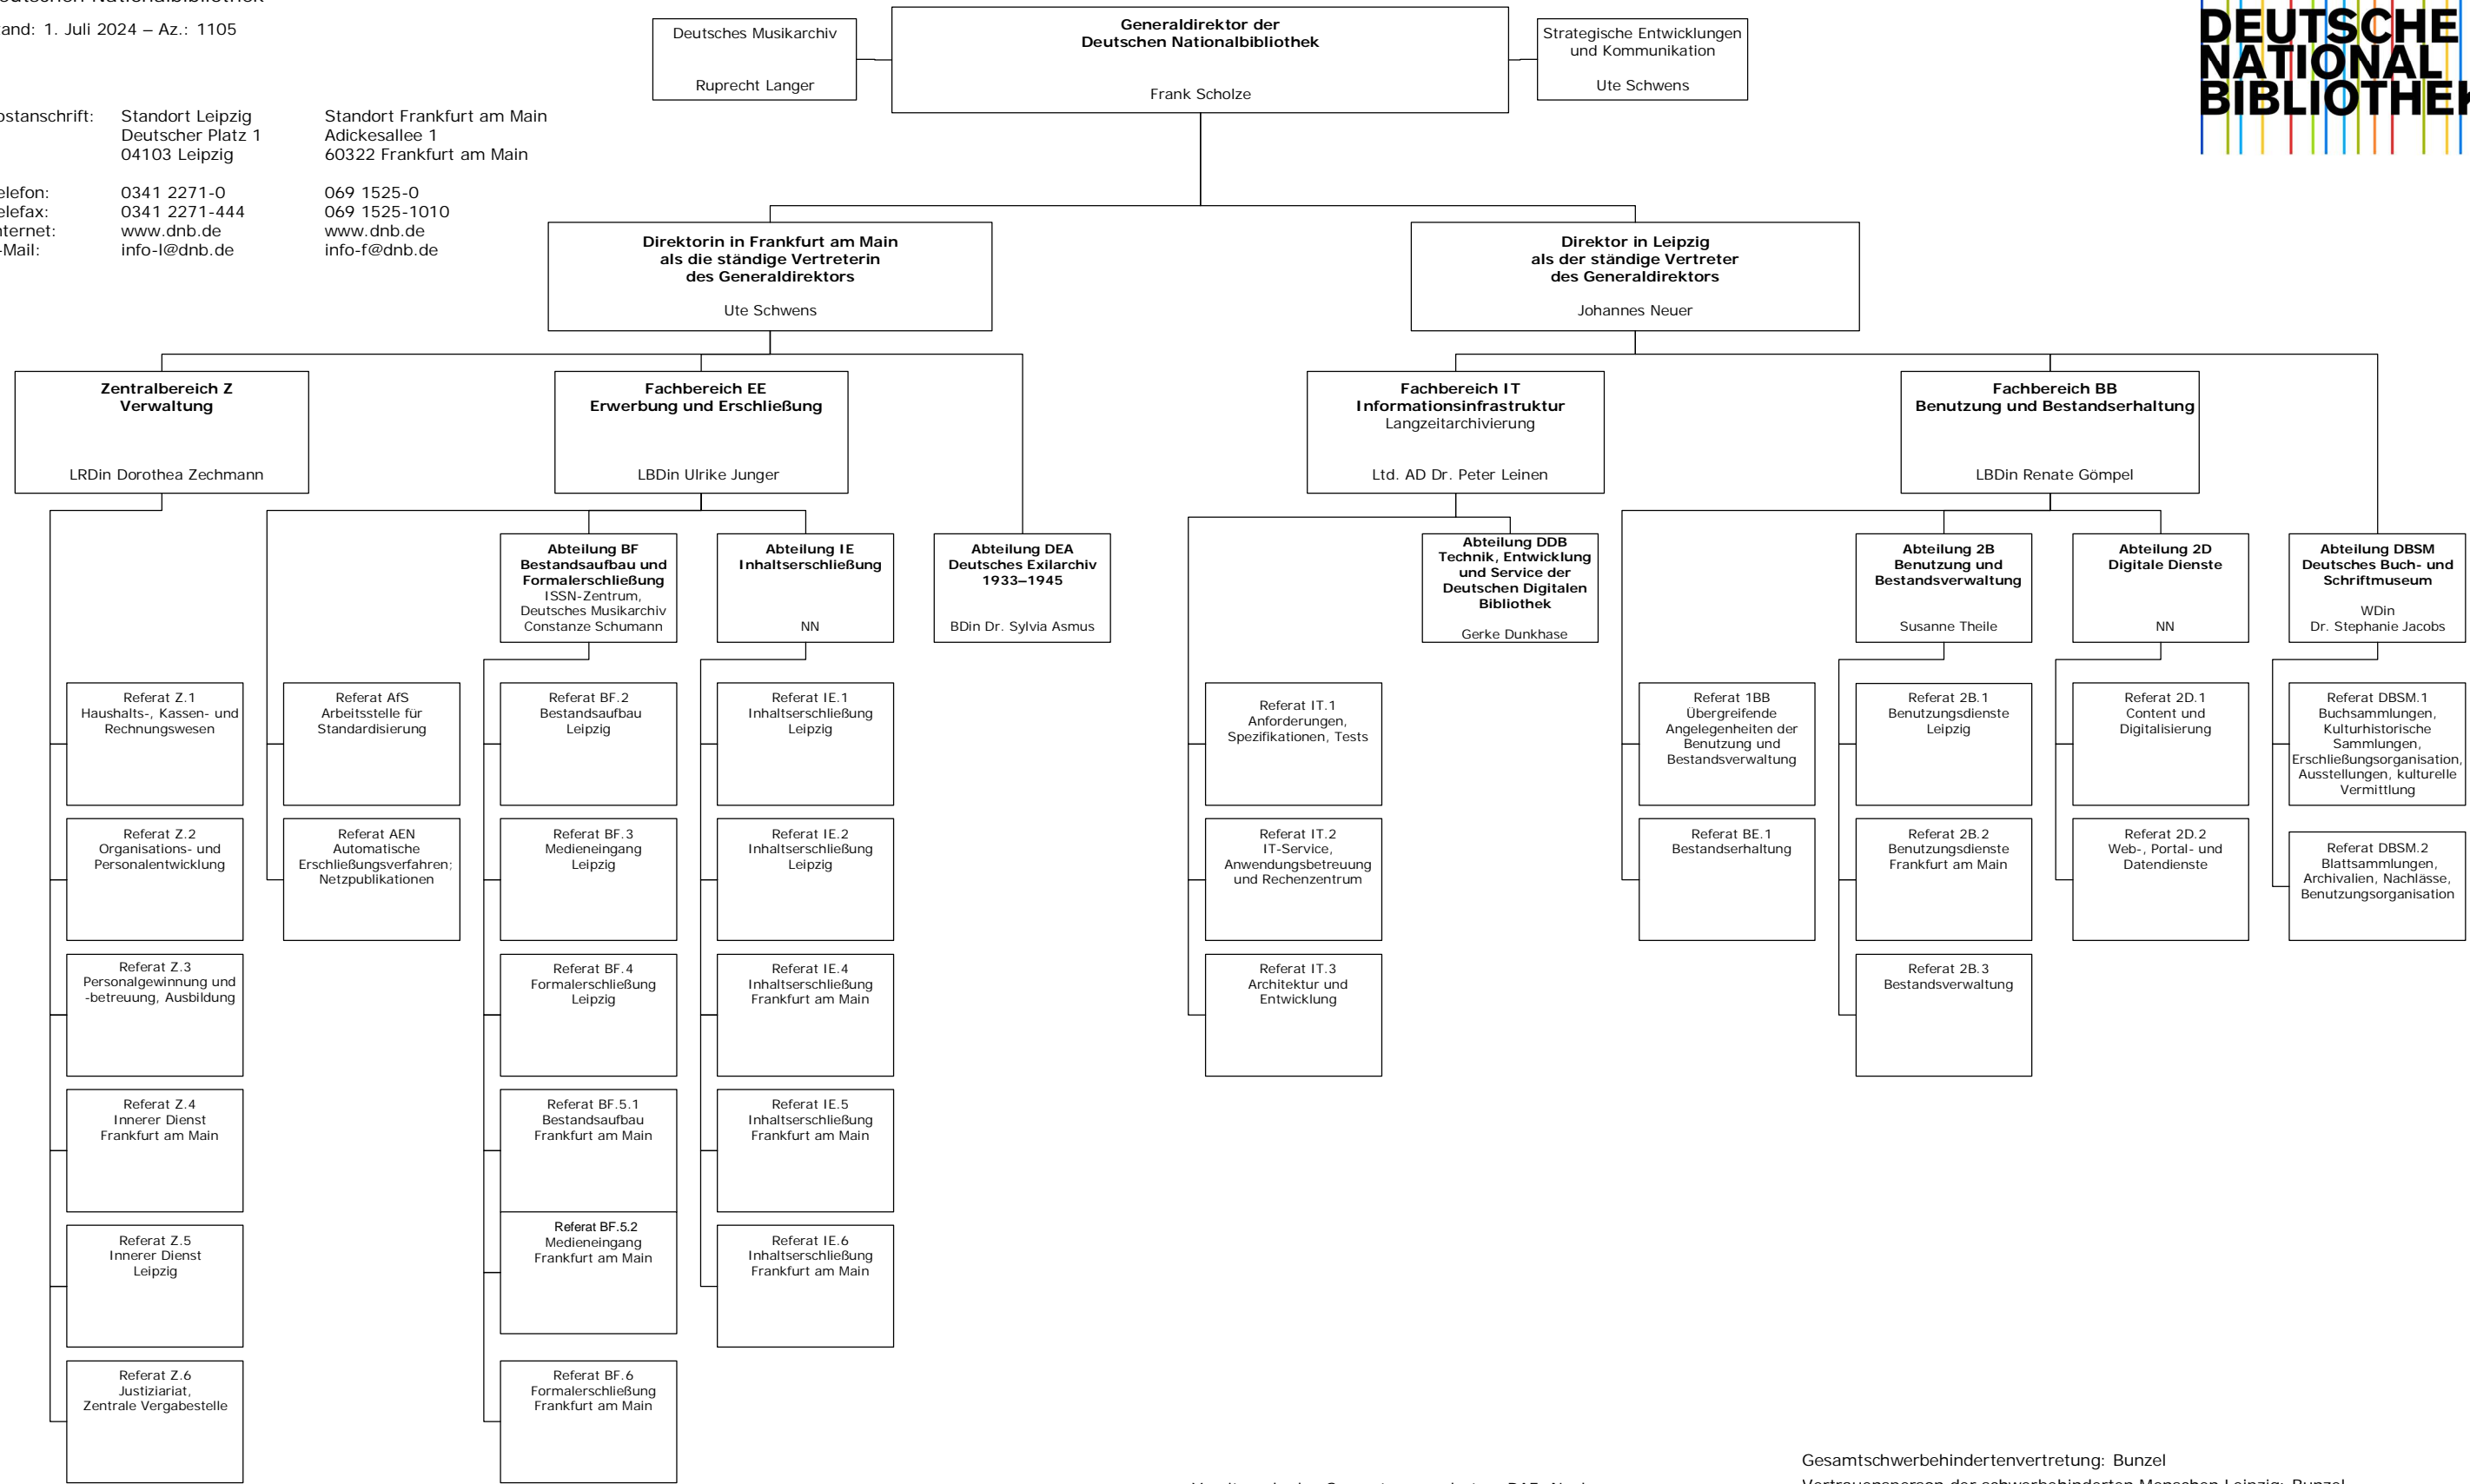 Deutschen Nationalbibliothek
Stand: 1. Juli 2024 – Az.: 1105
Postanschrift: Standort Leipzig Standort Frankfurt am Main
Deutscher Platz 1 Adickesallee 1
04103 Leipzig 60322 Frankfurt am Main
Telefon: 0341 2271-0 069 1525-0
Telefax: 0341 2271-444 069 1525-1010
Internet: www.dnb.de www.dnb.de
E-Mail: info-l@dnb.de info-f@dnb.de
Deutsches Musikarchiv
Ruprecht Langer
Generaldirektor der
Deutschen Nationalbibliothek
Frank Scholze
Strategische Entwicklungen
und Kommunikation
Ute Schwens
DEUTSCHE
NATIONAL
BIBLIOTHEK
Direktorin in Frankfurt am Main
als die ständige Vertreterin
des Generaldirektors
Ute Schwens
Direktor in Leipzig
als der ständige Vertreter
des Generaldirektors
Johannes Neuer
Zentralbereich Z
Verwaltung
LRDin Dorothea Zechmann
Fachbereich EE
Erwerbung und Erschließung
LBDin Ulrike Junger
Fachbereich IT
Informationsinfrastruktur
Langzeitarchivierung
Ltd. AD Dr. Peter Leinen
Fachbereich BB
Benutzung und Bestandserhaltung
LBDin Renate Gömpel
Abteilung BF
Bestandsaufbau und
Formalerschließung
ISSN-Zentrum,
Deutsches Musikarchiv
Constanze Schumann
Abteilung IE
Inhaltserschließung
NN
Abteilung DEA
Deutsches Exilarchiv
1933–1945
BDin Dr. Sylvia Asmus
Abteilung DDB
Technik, Entwicklung
und Service der
Deutschen Digitalen
Bibliothek
Gerke Dunkhase
Abteilung 2B
Benutzung und
Bestandsverwaltung
Susanne Theile
Abteilung 2D
Digitale Dienste
NN
Abteilung DBSM
Deutsches Buch- und
Schriftmuseum
WDin
Dr. Stephanie Jacobs
Referat Z.1
Haushalts-, Kassen- und
Rechnungswesen
Referat Z.2
Organisations- und
Personalentwicklung
Referat Z.3
Personalgewinnung und
-betreuung, Ausbildung
Referat Z.4
Innerer Dienst
Frankfurt am Main
Referat Z.5
Innerer Dienst
Leipzig
Referat Z.6
Justiziariat,
Zentrale Vergabestelle
Referat AfS
Arbeitsstelle für
Standardisierung
Referat AEN
Automatische
Erschließungsverfahren;
Netzpublikationen
Referat BF.2
Bestandsaufbau
Leipzig
Referat BF.3
Medieneingang
Leipzig
Referat BF.4
Formalerschließung
Leipzig
Referat BF.5.1
Bestandsaufbau
Frankfurt am Main
Referat BF.5.2
Medieneingang
Frankfurt am Main
Referat BF.6
Formalerschließung
Frankfurt am Main
Referat IE.1
Inhaltserschließung
Leipzig
Referat IE.2
Inhaltserschließung
Leipzig
Referat IE.4
Inhaltserschließung
Frankfurt am Main
Referat IE.5
Inhaltserschließung
Frankfurt am Main
Referat IE.6
Inhaltserschließung
Frankfurt am Main
Referat IT.1
Anforderungen,
Spezifikationen, Tests
Referat IT.2
IT-Service,
Anwendungsbetreuung
und Rechenzentrum
Referat IT.3
Architektur und
Entwicklung
Referat 1BB
Übergreifende
Angelegenheiten der
Benutzung und
Bestandsverwaltung
Referat BE.1
Bestandserhaltung
Referat 2B.1
Benutzungsdienste
Leipzig
Referat 2B.2
Benutzungsdienste
Frankfurt am Main
Referat 2B.3
Bestandsverwaltung
Referat 2D.1
Content und
Digitalisierung
Referat 2D.2
Web-, Portal- und
Datendienste
Referat DBSM.1
Buchsammlungen,
Kulturhistorische
Sammlungen,
Erschließungsorganisation,
Ausstellungen, kulturelle
Vermittlung
Referat DBSM.2
Blattsammlungen,
Archivalien, Nachlässe,
Benutzungsorganisation
Gesamtschwerbehindertenvertretung: Bunzel
Vertrauensperson der schwerbehinderten Menschen Leipzig: Bunzel